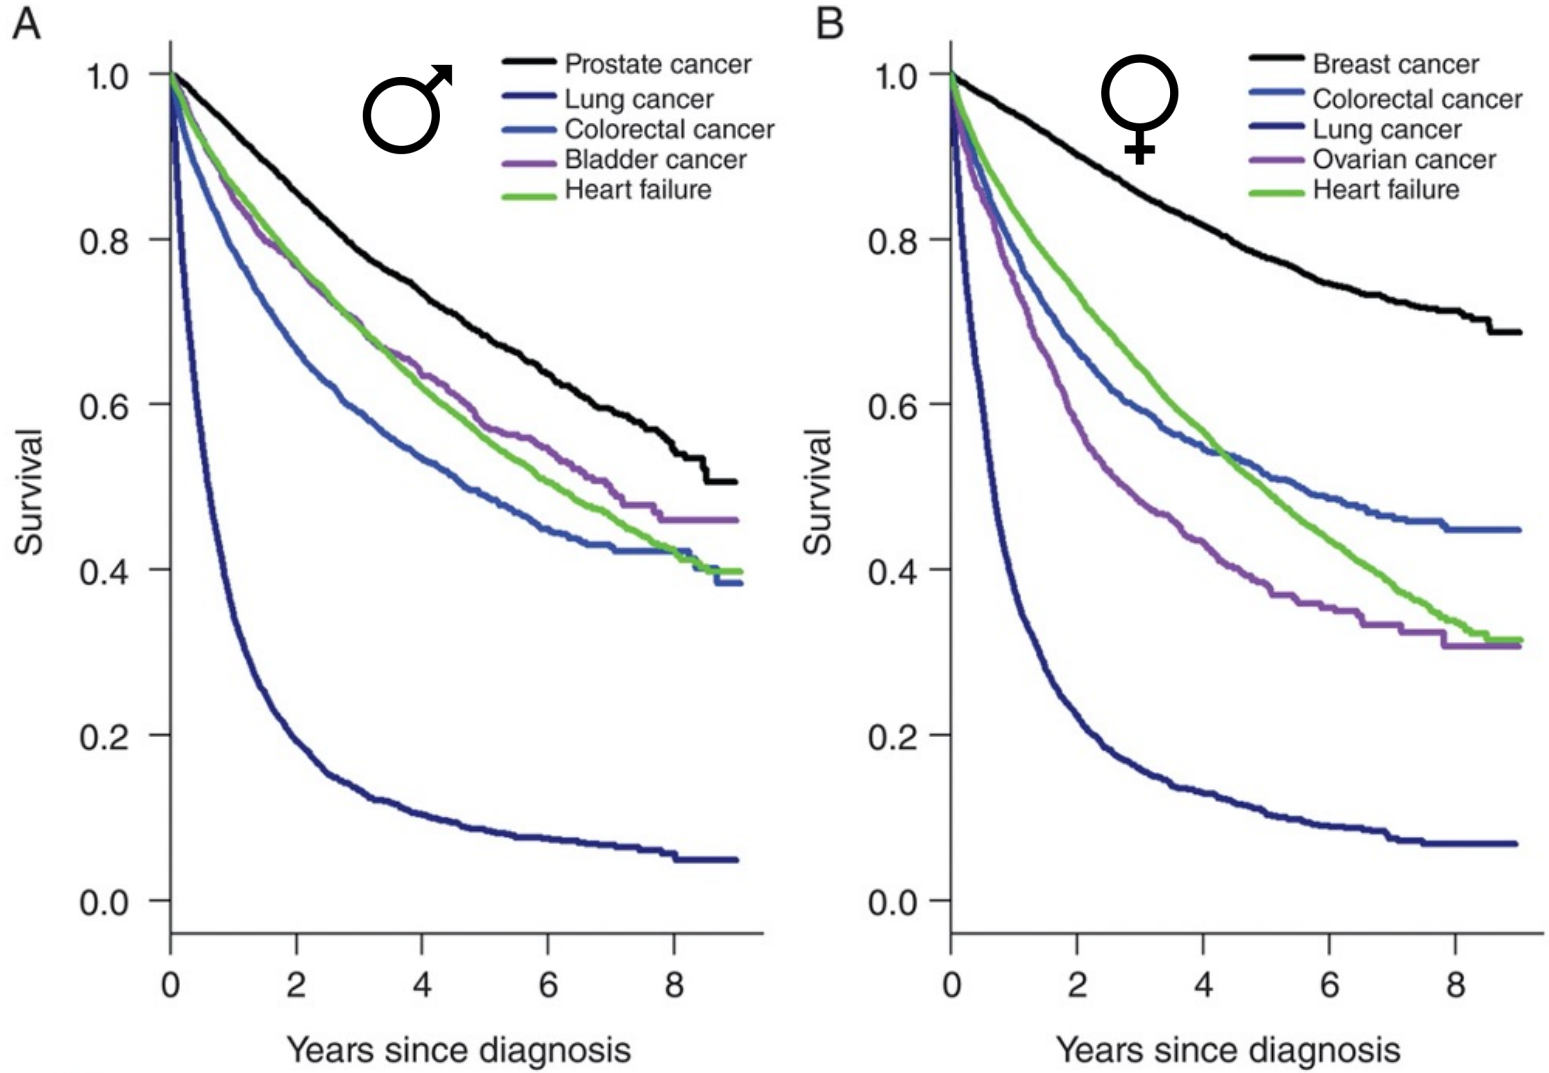 A
Prostate cancer
Lung cancer
Colorectal cancer
Bladder cancer
Heart failure
1.0
0.8
0.6
0.4
0.2
0.0
Survival
0 2 4 6 8
Years since diagnosis
B
Breast cancer
Colorectal cancer
Lung cancer
Ovarian cancer
Heart failure
1.0
0.8
0.6
0.4
0.2
0.0
Survival
0 2 4 6 8
Years since diagnosis